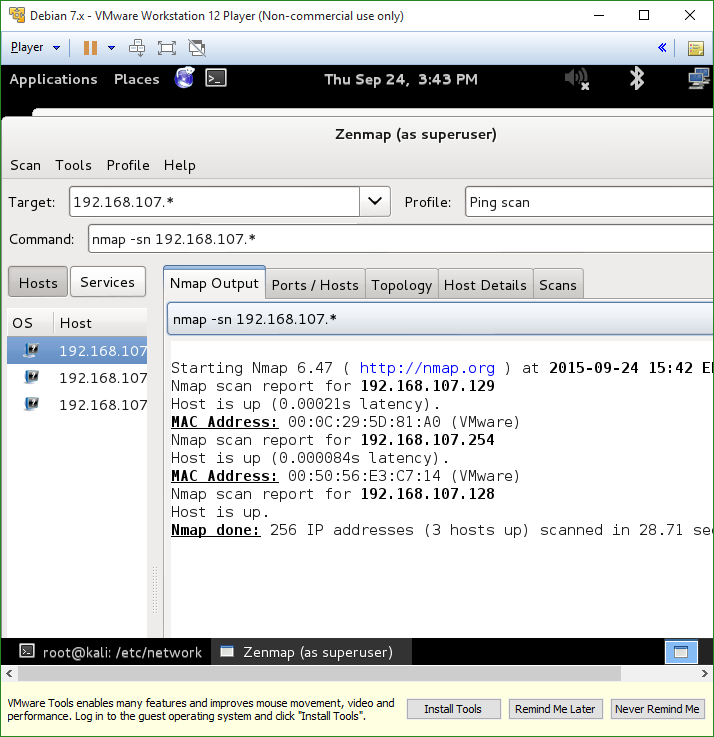 Debian 7.x - VMware Workstation 12 Player (Non-commercial use only)
Player
Applications Places Thu Sep 24, 3:43 PM
Zenmap (as superuser)
Scan Tools Profile Help
Target: 192.168.107.* Profile: Ping scan
Command: nmap -sn 192.168.107.*
Hosts Services Nmap Output Ports / Hosts Topology Host Details Scans
nmap -sn 192.168.107.*
OS Host
192.168.107
192.168.107
192.168.107
Starting Nmap 6.47 ( http://nmap.org ) at 2015-09-24 15:42
Nmap scan report for 192.168.107.129
Host is up (0.00021s latency).
MAC Address: 00:0C:29:5D:81:A0 (VMware)
Nmap scan report for 192.168.107.254
Host is up (0.000084s latency).
MAC Address: 00:50:56:E3:C7:14 (VMware)
Nmap scan report for 192.168.107.128
Host is up.
Nmap done: 256 IP addresses (3 hosts up) scanned in 28.71
root@kali: /etc/network Zenmap (as superuser)
VMware Tools enables many features and improves mouse movement, video and
performance. Log in to the guest operating system and click "Install Tools".
Install Tools Remind Me Later Never Remind Me